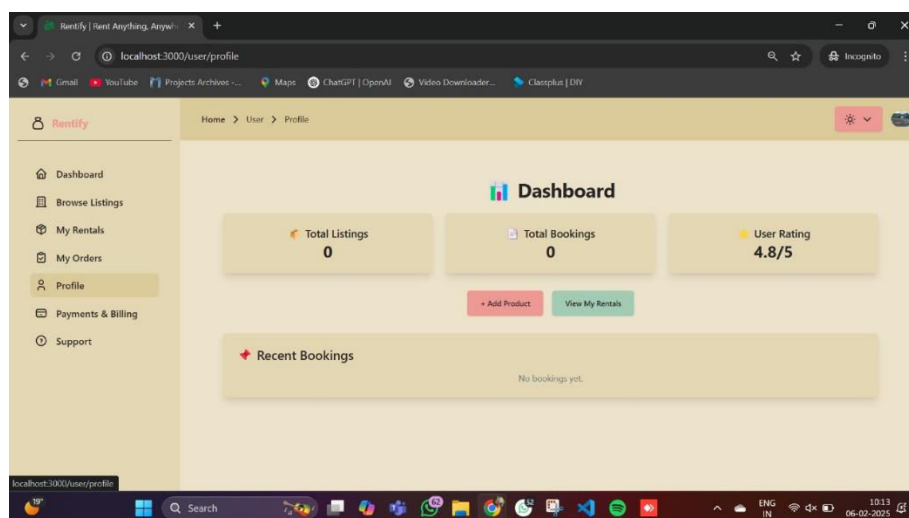 Rentify | Rent Anything, Anywh
localhost:3000/user/profile
Incognito
Gmail
YouTube
Projects Archives -...
Maps
ChatGPT | OpenAI
Video Downloader...
Classplus | DIY
Rentify
Home > User > Profile
Dashboard
Browse Listings
My Rentals
My Orders
Profile
Payments & Billing
Support
Dashboard
Total Listings
0
Total Bookings
0
User Rating
4.8/5
+ Add Product
View My Rentals
Recent Bookings
No bookings yet.
localhost:3000/user/profile
19°
Search
62
ENG
IN
10:13
06-02-2025